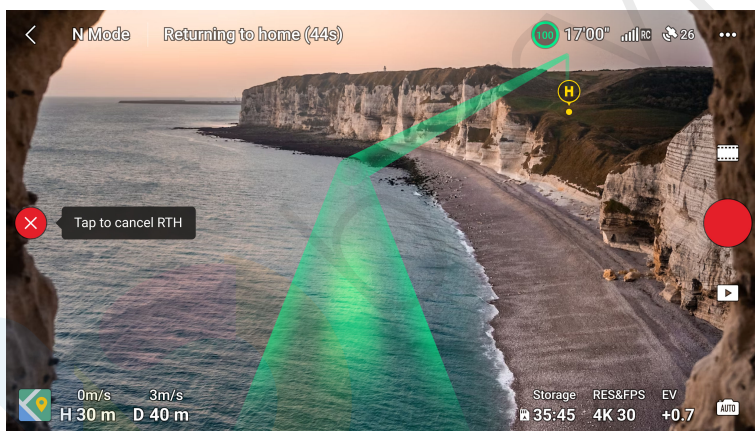 N Mode
Returning to home (44s)
100
17'00"
RC
26
H
Tap to cancel RTH
0m/s
3m/s
H 30 m
D 40 m
Storage
RES&FPS
EV
35:45
4K 30
+0.7
AUTO